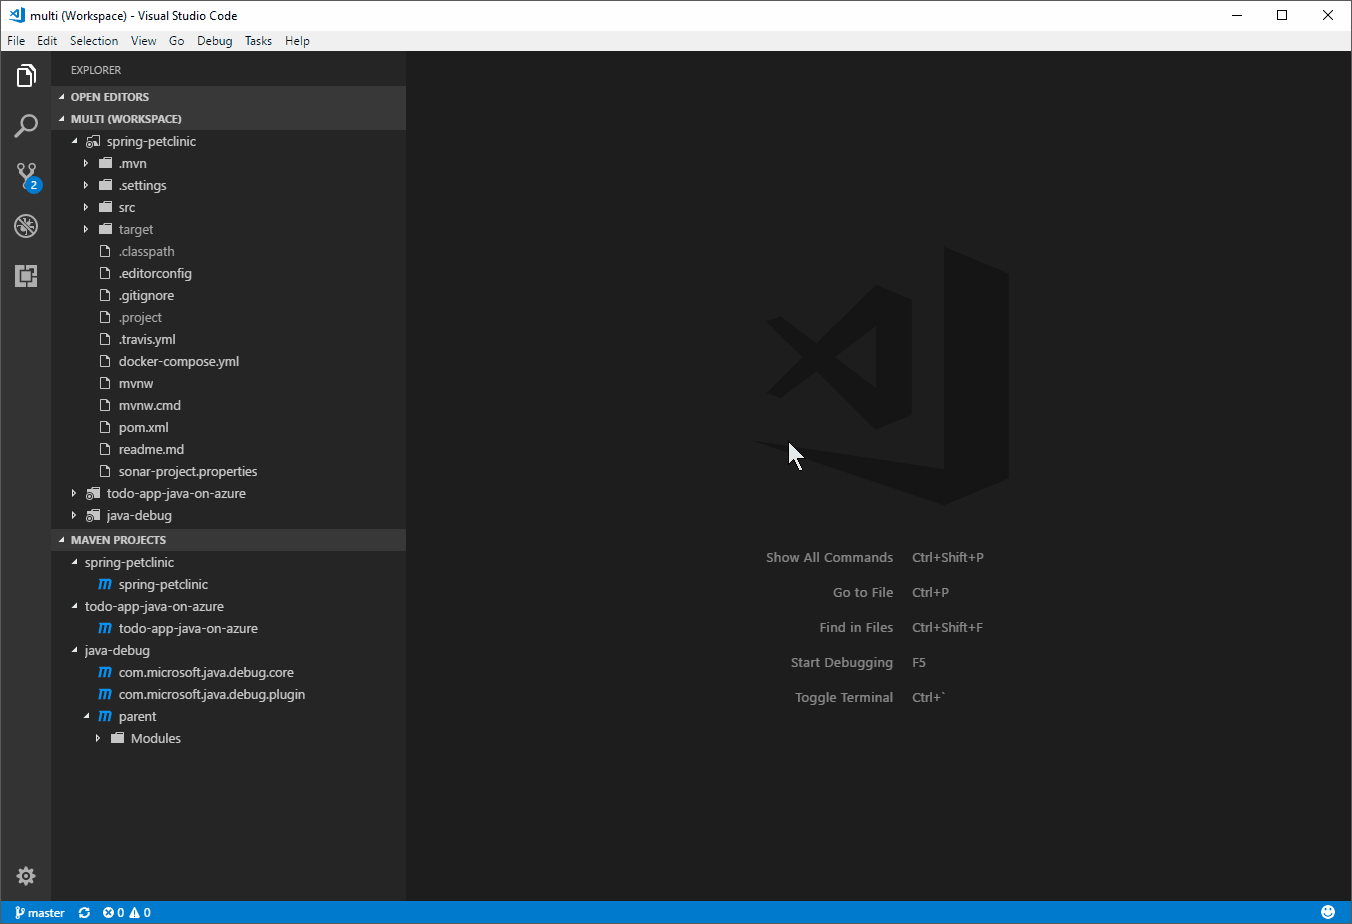 multi (Workspace) - Visual Studio Code
File Edit Selection View Go Debug Tasks Help
EXPLORER
OPEN EDITORS
MULTI (WORKSPACE)
spring-petclinic
.mvn
.settings
src
target
.classpath
.editorconfig
.gitignore
.project
.travis.yml
docker-compose.yml
mvnw
mvnw.cmd
pom.xml
readme.md
sonar-project.properties
todo-app-java-on-azure
java-debug
MAVEN PROJECTS
spring-petclinic
m spring-petclinic
todo-app-java-on-azure
m todo-app-java-on-azure
java-debug
m com.microsoft.java.debug.core
m com.microsoft.java.debug.plugin
m parent
Modules
2
Show All Commands Ctrl+Shift+P
Go to File Ctrl+P
Find in Files Ctrl+Shift+F
Start Debugging F5
Toggle Terminal Ctrl+`
master 0 0